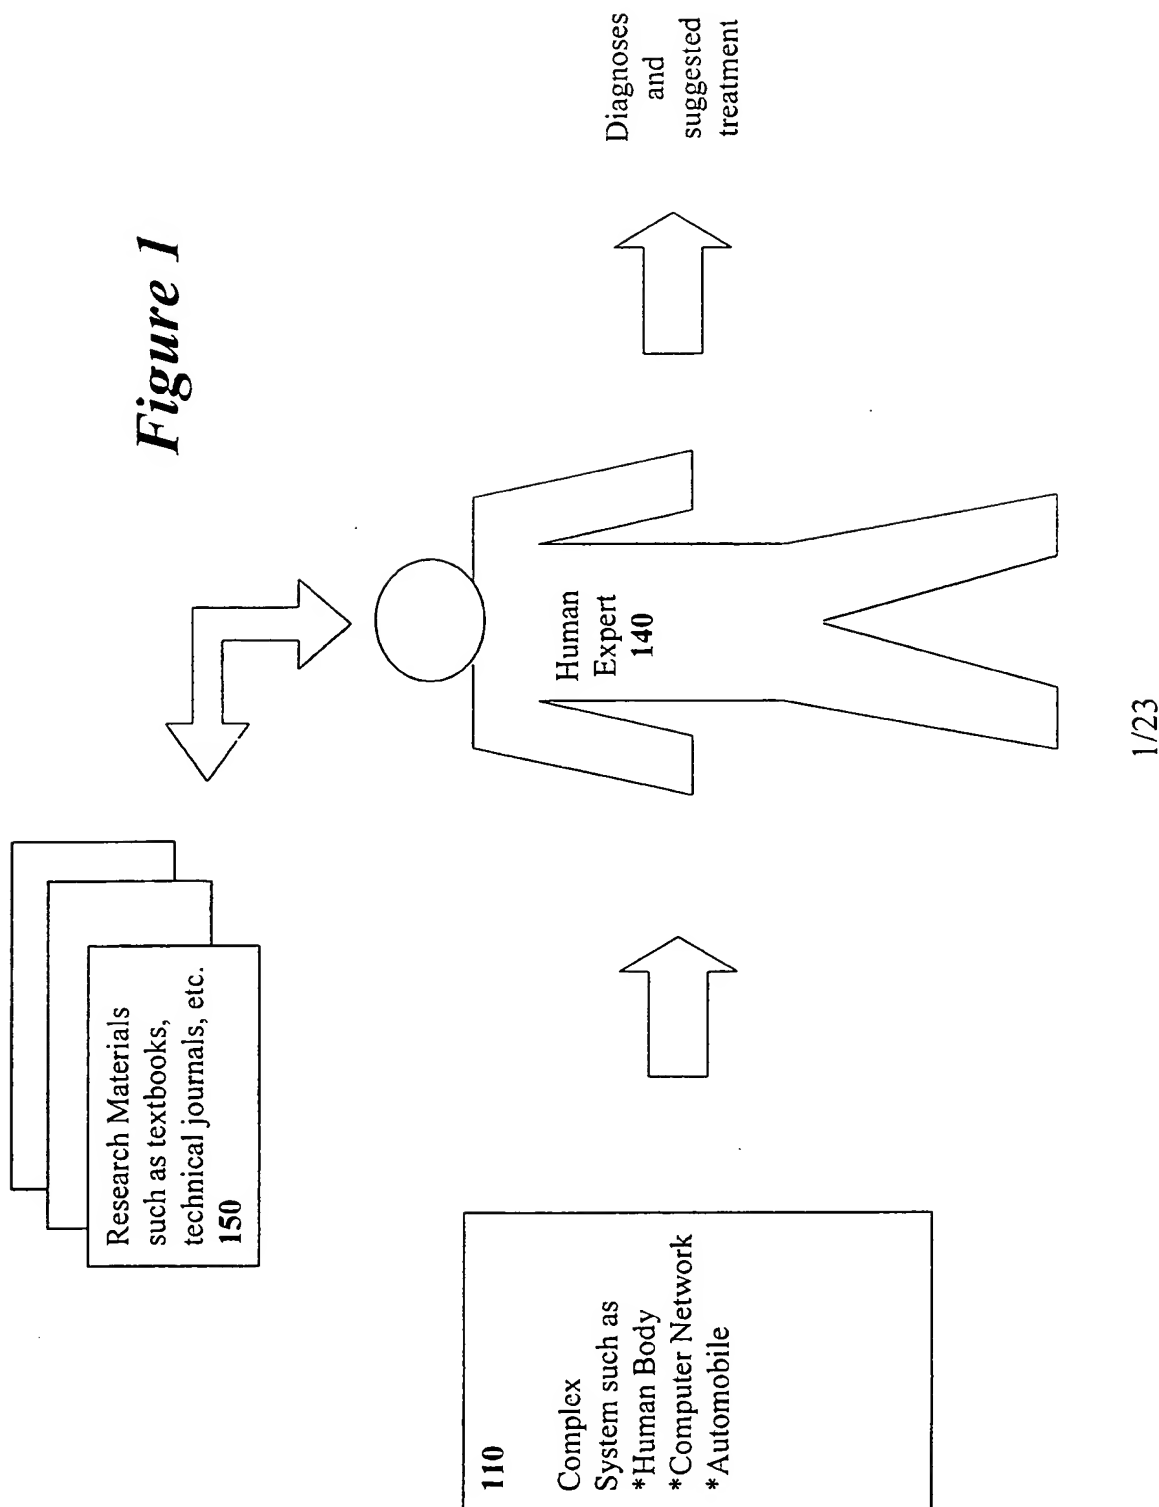 Figure 1
Research Materials
such as textbooks,
technical journals, etc.
150
110
Complex
System such as
*Human Body
*Computer Network
*Automobile
Human
Expert
140
Diagnoses
and
suggested
treatment
1/23